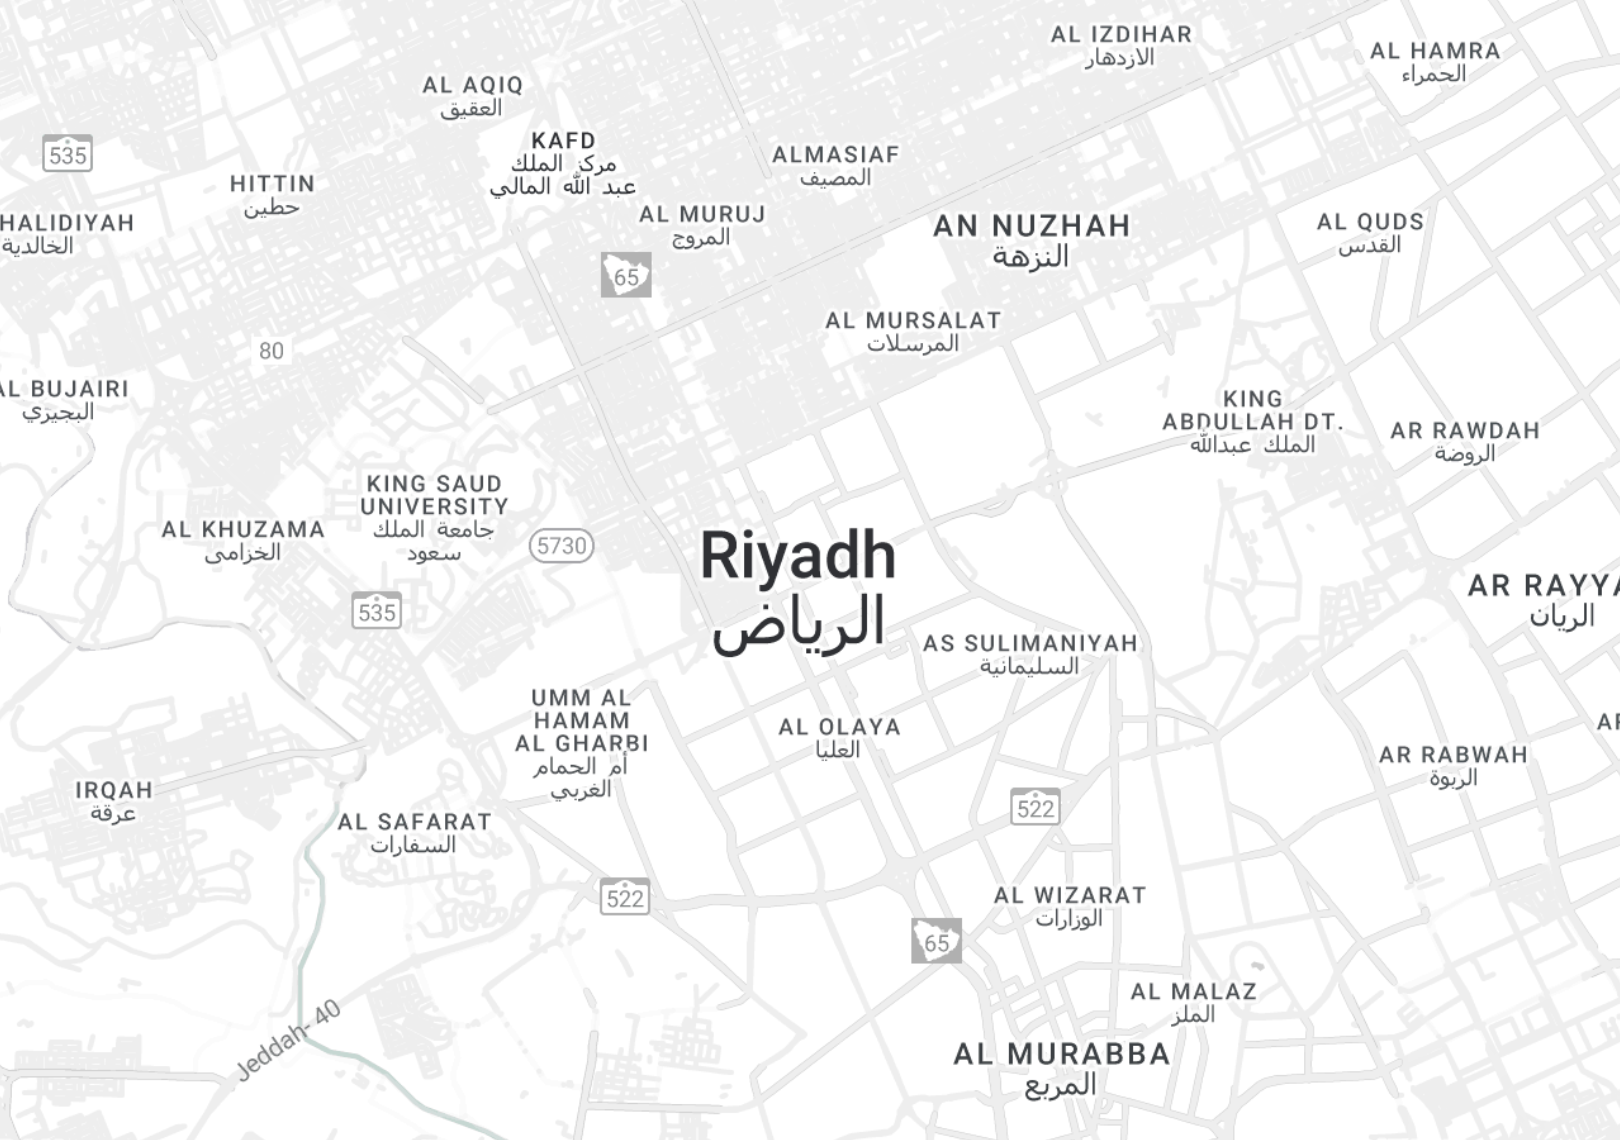 AL IZDIHAR
الازدهار
AL HAMRA
الحمراء
AL AQIQ
العقيق
KAFD
مركز الملك
عبد الله المالي
535
ALMASIAF
المصيف
HITTIN
حطين
HALIDIYAH
الخالدية
AL MURUJ
المروج
AN NUZHAH
النزهة
AL QUDS
القدس
65
AL MURSALAT
المرسلات
80
AL BUJAIRI
البجيري
KING
ABDULLAH DT.
الملك عبدالله
AR RAWDAH
الروضة
KING SAUD
UNIVERSITY
جامعة الملك
سعود
AL KHUZAMA
الخزامى
5730
Riyadh
الرياض
535
AR RAYYA
الريان
AS SULIMANIYAH
السليمانية
UMM AL
HAMAM
AL GHARBI
أم الحمام
الغربي
AL OLAYA
العليا
AR
AR RABWAH
الربوة
IRQAH
عرقة
AL SAFARAT
السفارات
522
522
AL WIZARAT
الوزارات
65
AL MALAZ
الملز
Jeddah- 40
AL MURABBA
المربع